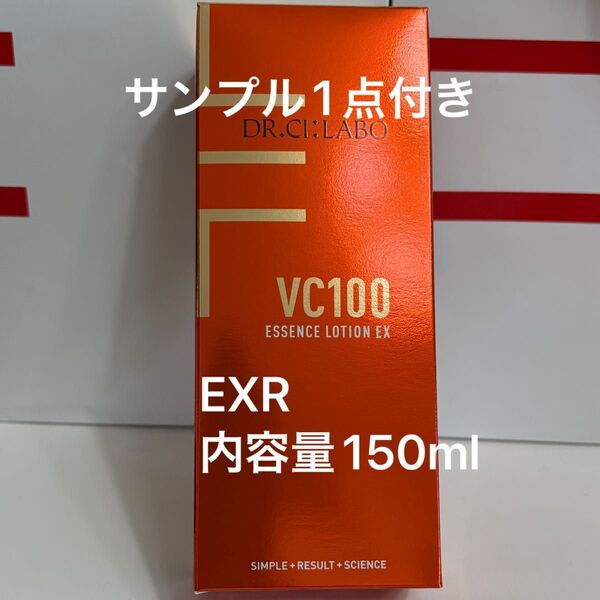 サンプル1点付き
DR.CI:LABO
VC100
ESSENCE LOTION EX
EXR
内容量150ml
SIMPLE+RESULT+SCIENCE